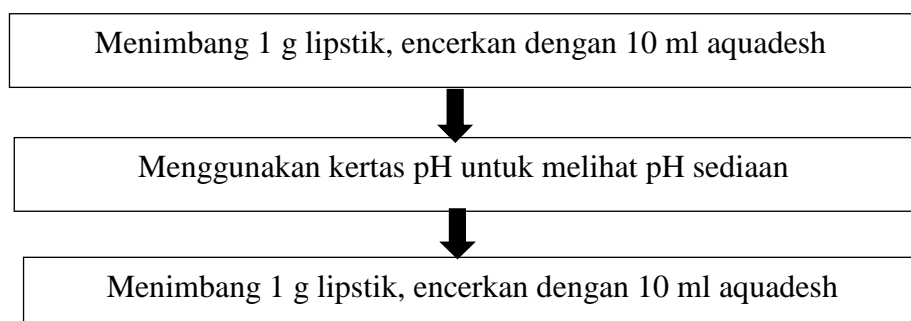 Menimbang 1 g lipstik, encerkan dengan 10 ml aquadesh
Menggunakan kertas pH untuk melihat pH sediaan
Menimbang 1 g lipstik, encerkan dengan 10 ml aquadesh